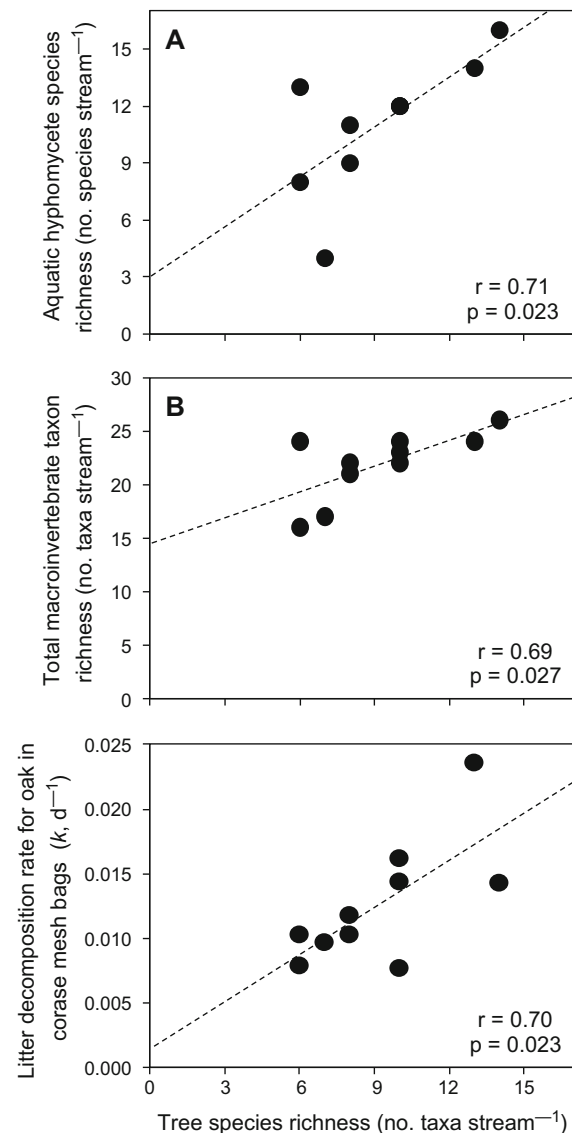 A
Aquatic hyphomycete species
richness (no. species stream—1)
15
12
9
6
3
0
r = 0.71
p = 0.023
B
Total macroinvertebrate taxon
richness (no. taxa stream—1)
30
25
20
15
10
5
0
r = 0.69
p = 0.027
Litter decomposition rate for oak in
corase mesh bags (k, d—1)
0.025
0.020
0.015
0.010
0.005
0.000
r = 0.70
p = 0.023
0 3 6 9 12 15
Tree species richness (no. taxa stream—1)